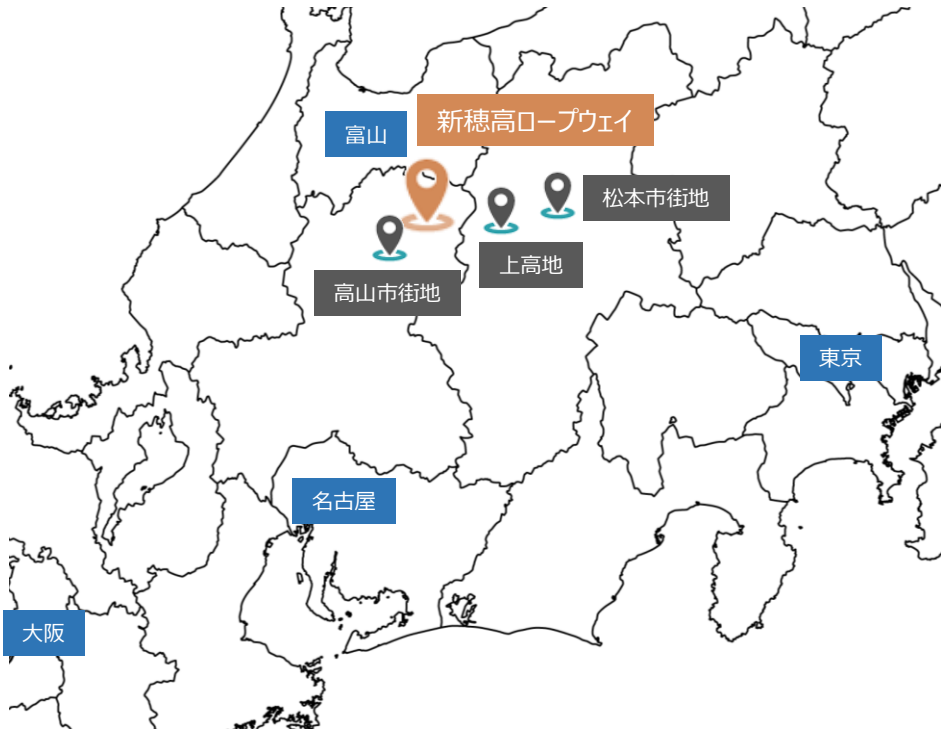 新穂高ロープウェイ
富山
松本市街地
上高地
高山市街地
東京
名古屋
大阪